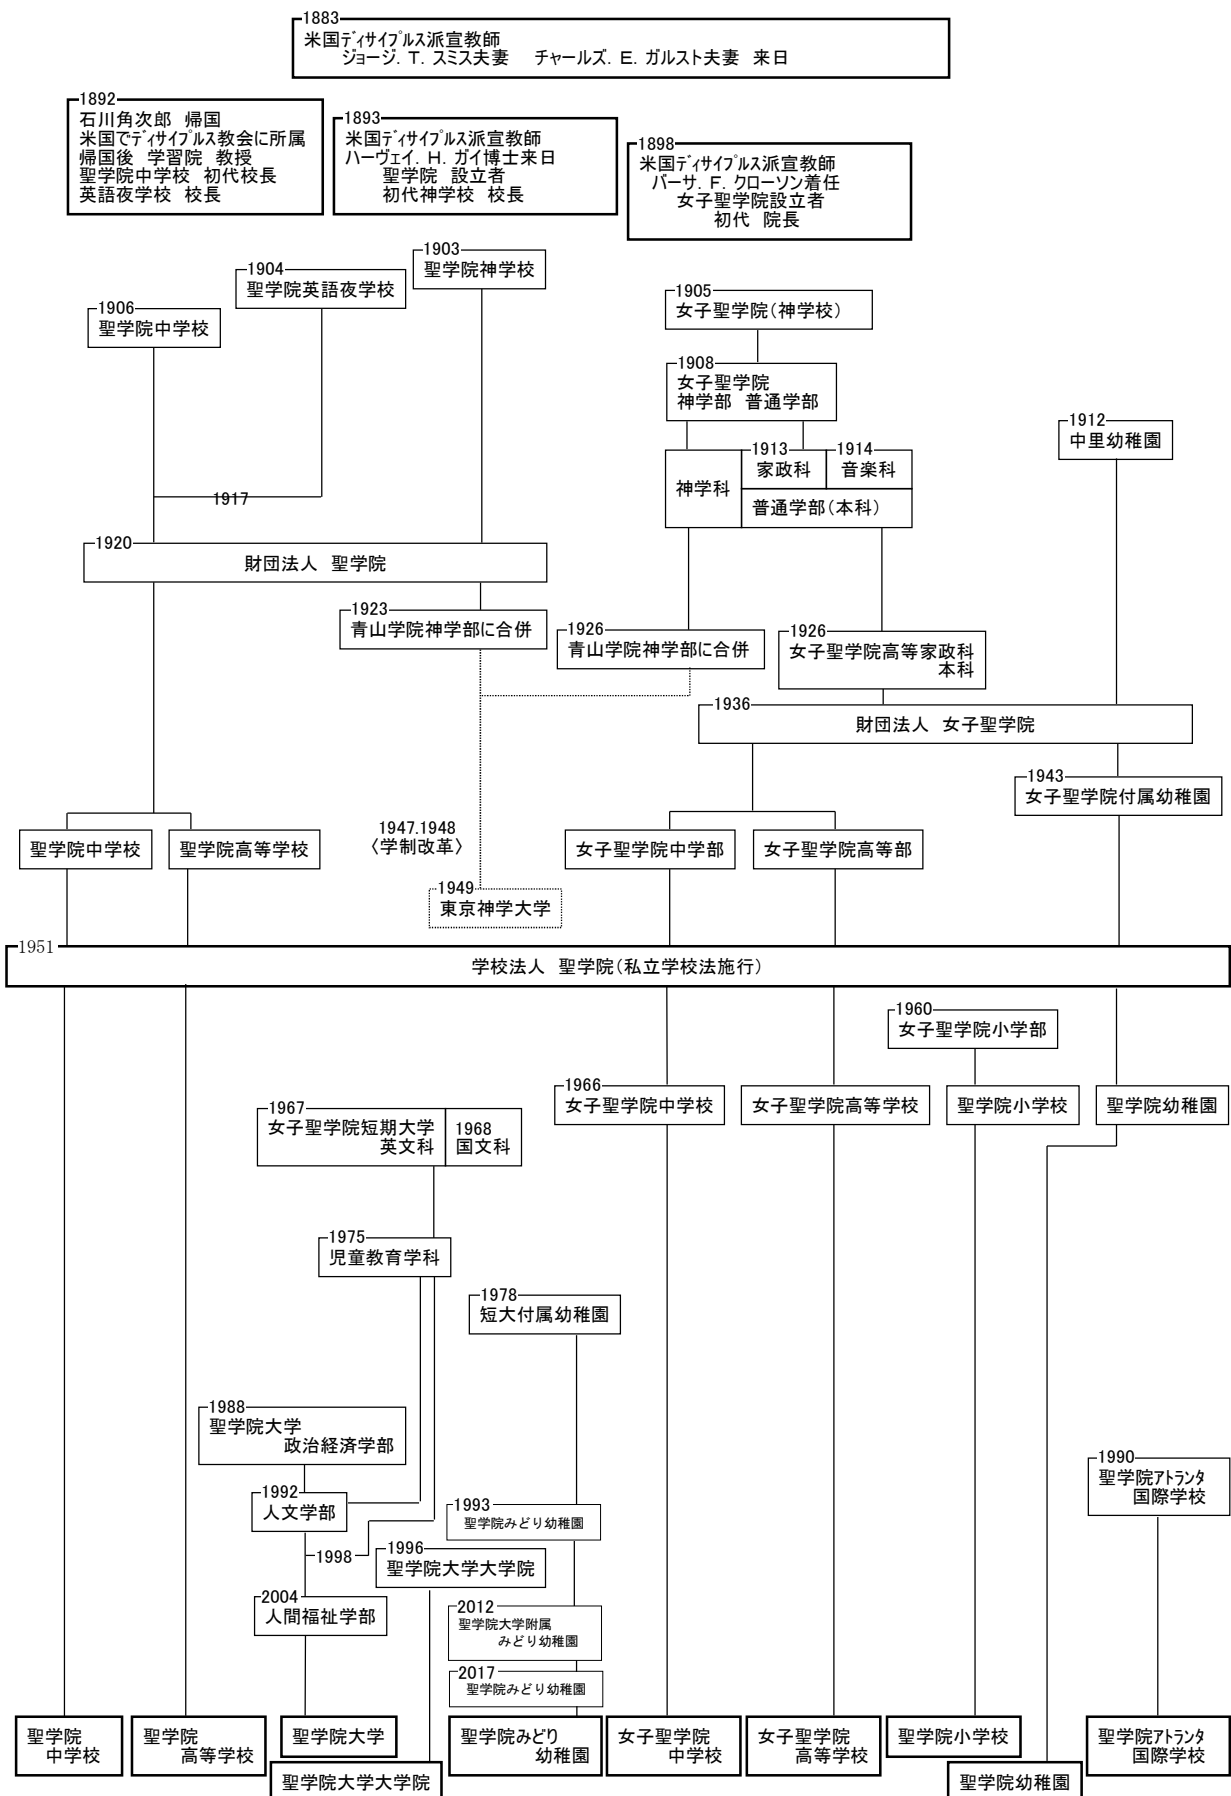 1883
米国ディサイプルス派宣教師
ジョージ. T. スミス夫妻　チャールズ. E. ガルスト夫妻 来日
1892
石川角次郎 帰国
米国でディサイプルス教会に所属
帰国後 学習院 教授
聖学院中学校 初代校長
英語夜学校 校長
1893
米国ディサイプルス派宣教師
ハーヴェイ. H. ガイ博士来日
聖学院 設立者
初代神学校 校長
1898
米国ディサイプルス派宣教師
バーサ. F. クローソン着任
女子聖学院設立者
初代 院長
1903
聖学院神学校
1904
聖学院英語夜学校
1906
聖学院中学校
1905
女子聖学院（神学校）
1908
女子聖学院
神学部 普通学部
1912
中里幼稚園
神学科
1913
家政科
1914
音楽科
普通学部（本科）
1917
1920
財団法人 聖学院
1923
青山学院神学部に合併
1926
青山学院神学部に合併
1926
女子聖学院高等家政科
本科
1936
財団法人 女子聖学院
1943
女子聖学院付属幼稚園
聖学院中学校
聖学院高等学校
1947.1948
〈学制改革〉
女子聖学院中学部
女子聖学院高等部
1949
東京神学大学
1951
学校法人 聖学院（私立学校法施行）
1960
女子聖学院小学部
1966
女子聖学院中学校
女子聖学院高等学校
聖学院小学校
聖学院幼稚園
1967
女子聖学院短期大学
英文科
1968
国文科
1975
児童教育学科
1978
短大付属幼稚園
1988
聖学院大学
政治経済学部
1990
聖学院アトランタ
国際学校
1992
人文学部
1993
聖学院みどり幼稚園
1998
1996
聖学院大学大学院
2004
人間福祉学部
2012
聖学院大学附属
みどり幼稚園
2017
聖学院みどり幼稚園
聖学院
中学校
聖学院
高等学校
聖学院大学
聖学院大学大学院
聖学院みどり
幼稚園
女子聖学院
中学校
女子聖学院
高等学校
聖学院小学校
聖学院幼稚園
聖学院アトランタ
国際学校